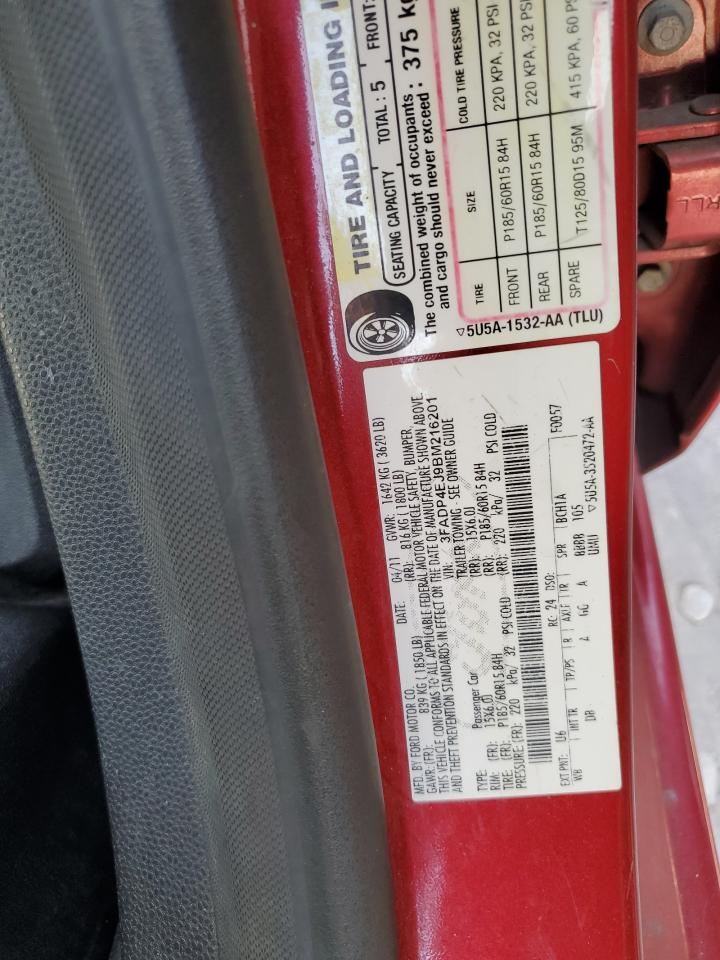 MFD. BY FORD MOTOR CO.
DATE: 04/11 GVWR: 1642 KG ( 3620 LB)
GAWR: (FR): 839 KG ( 1850 LB) (RR): 816 KG ( 1800 LB)
THIS VEHICLE CONFORMS TO ALL APPLICABLE FEDERAL MOTOR VEHICLE SAFETY, BUMPER,
AND THEFT PREVENTION STANDARDS IN EFFECT ON THE DATE OF MANUFACTURE SHOWN ABOVE.
VIN: 3FADP4EJ9BM216201
TYPE: Passenger Car TRAILER TOWING - SEE OWNER GUIDE
RIM: (FR): 15X6.0J (RR): 15X6.0J
TIRE: (FR): P185/60R15 84H (RR): P185/60R15 84H
PRESSURE (FR): 220 kPa/ 32 PSI COLD (RR): 220 kPa/ 32 PSI COLD
EXT PNT: U6 RC: 24 DSO: F0057
WB INT TR TP/PS R AXLE TR SPR BCH1A
DB A 16G A
UMU
▽5U5A-3520472-AA
TIRE AND LOADING
SEATING CAPACITY TOTAL : 5 FRONT:
The combined weight of occupants : 375 kg
and cargo should never exceed :
TIRE SIZE COLD TIRE PRESSURE
FRONT P185/60R15 84H 220 KPA, 32 PSI
REAR P185/60R15 84H 220 KPA, 32 PSI
SPARE T125/80D15 95M 415 KPA, 60
▽5U5A-1532-AA (TLU)
RLL